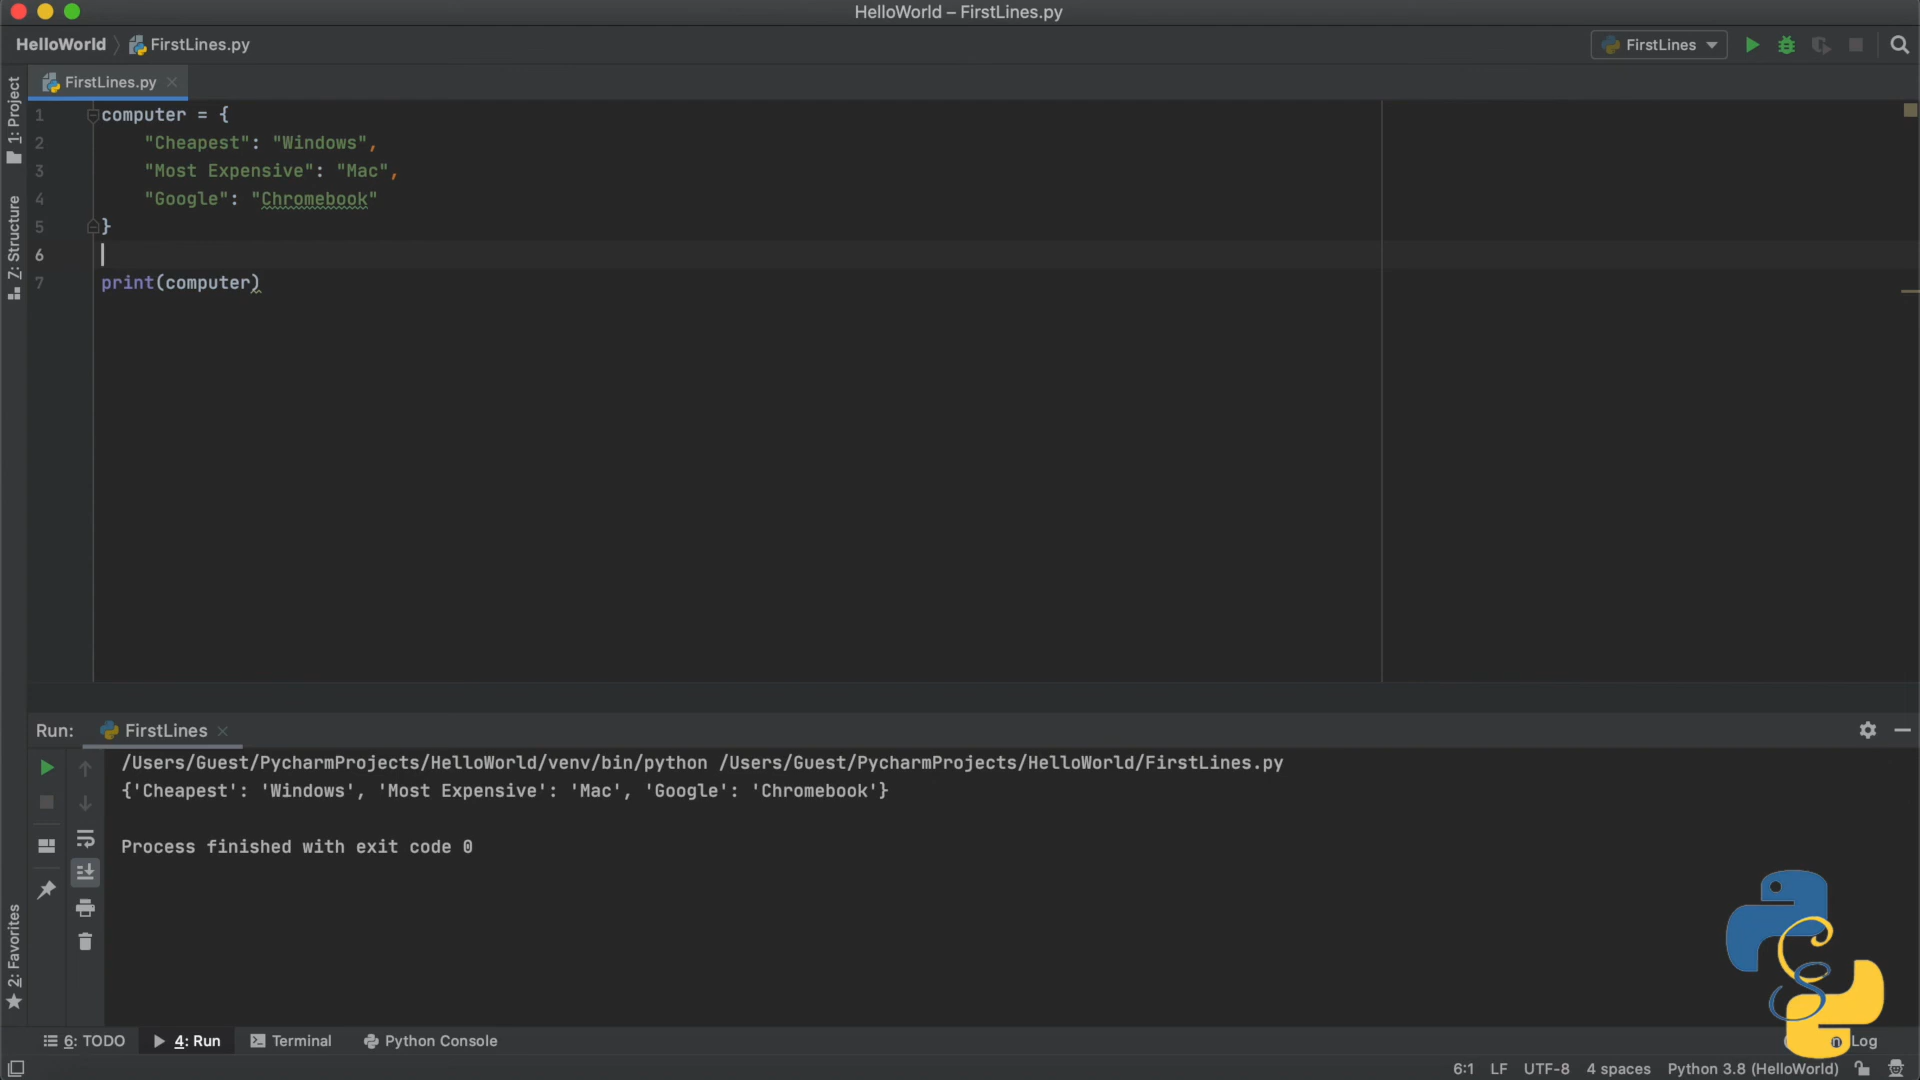 HelloWorld – FirstLines.py
HelloWorld FirstLines.py
FirstLines
FirstLines.py
1: Project
Z: Structure
2: Favorites
1 computer = {
2 "Cheapest": "Windows",
3 "Most Expensive": "Mac",
4 "Google": "Chromebook"
5 }
6
7 print(computer)
Run: FirstLines
/Users/Guest/PycharmProjects/HelloWorld/venv/bin/python /Users/Guest/PycharmProjects/HelloWorld/FirstLines.py
{'Cheapest': 'Windows', 'Most Expensive': 'Mac', 'Google': 'Chromebook'}
Process finished with exit code 0
6: TODO 4: Run Terminal Python Console Log
6:1 LF UTF-8 4 spaces Python 3.8 (HelloWorld)